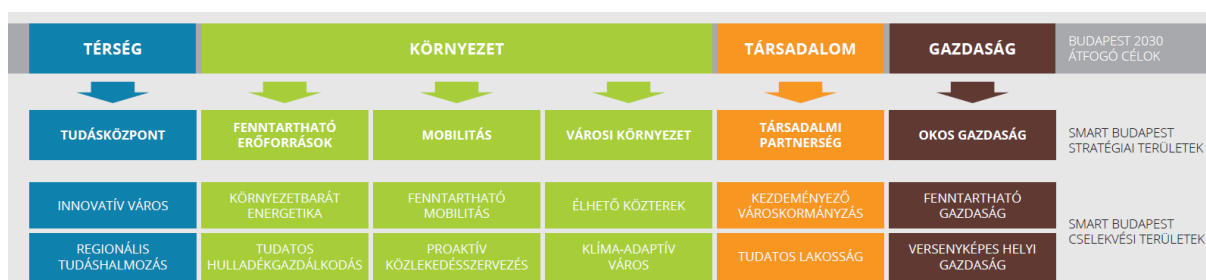 TÉRSÉG
KÖRNYEZET
TÁRSADALOM
GAZDASÁG
BUDAPEST 2030
ÁTFOGÓ CÉLOK
TUDÁSKÖZPONT
FENNTARTHATÓ
ERŐFORRÁSOK
MOBILITÁS
VÁROSI KÖRNYEZET
TÁRSADALMI
PARTNERSÉG
OKOS GAZDASÁG
SMART BUDAPEST
STRATÉGIAI TERÜLETEK
INNOVATÍV VÁROS
KÖRNYEZETBARÁT
ENERGETIKA
FENNTARTHATÓ
MOBILITÁS
ÉLHETŐ KÖZTEREK
KEZDEMÉNYEZŐ
VÁROSKORMÁNYZÁS
FENNTARTHATÓ
GAZDASÁG
SMART BUDAPEST
CSELEKVÉSI TERÜLETEK
REGIONÁLIS
TUDÁSHALMOZÁS
TUDATOS
HULLADÉKGAZDÁLKODÁS
PROAKTÍV
KÖZLEKEDÉSSZERVEZÉS
KLÍMA-ADAPTÍV
VÁROS
TUDATOS LAKOSSÁG
VERSENYKÉPES HELYI
GAZDASÁG